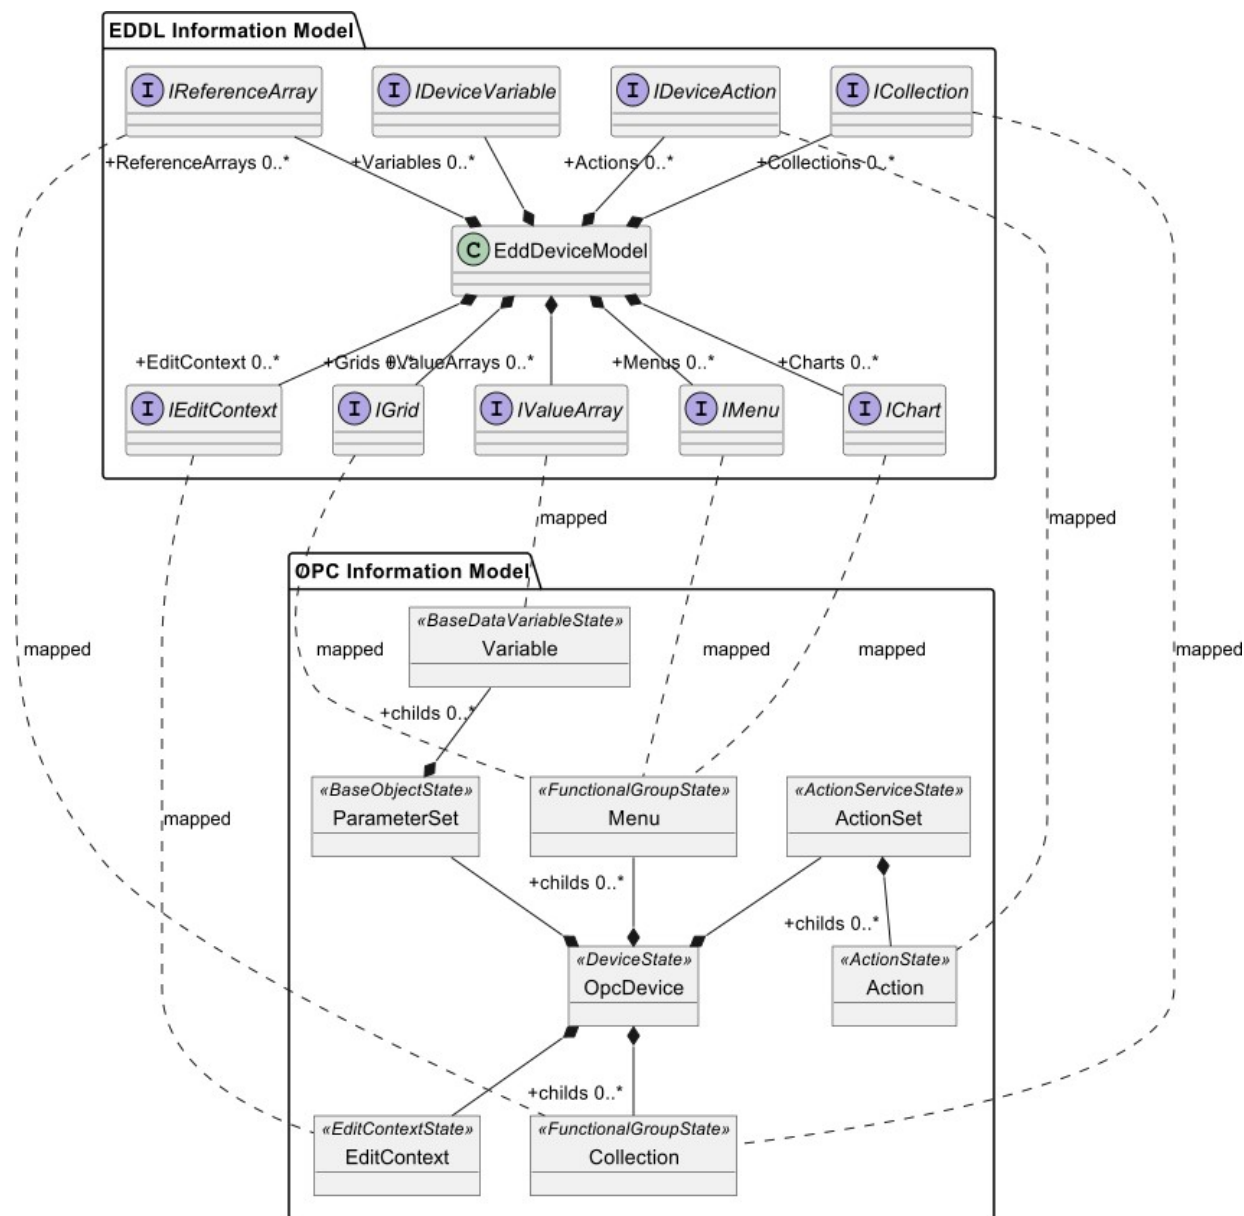 EDDL Information Model
I IReferenceArray
I IDeviceVariable
I IDeviceAction
I ICollection
+ReferenceArrays 0..*
+Variables 0..*
+Actions 0..*
+Collections 0..*
C EddDeviceModel
+EditContext 0..*
+Grids 0..*
+ValueArrays 0..*
+Menus 0..*
+Charts 0..*
I IEditContext
I IGrid
I IValueArray
I IMenu
I IChart
mapped
mapped
OPC Information Model
«BaseDataVariableState»
Variable
mapped
mapped
mapped
mapped
mapped
+childs 0..*
«BaseObjectState»
ParameterSet
«FunctionalGroupState»
Menu
«ActionServiceState»
ActionSet
mapped
+childs 0..*
+childs 0..*
«DeviceState»
OpcDevice
«ActionState»
Action
+childs 0..*
«EditContextState»
EditContext
«FunctionalGroupState»
Collection